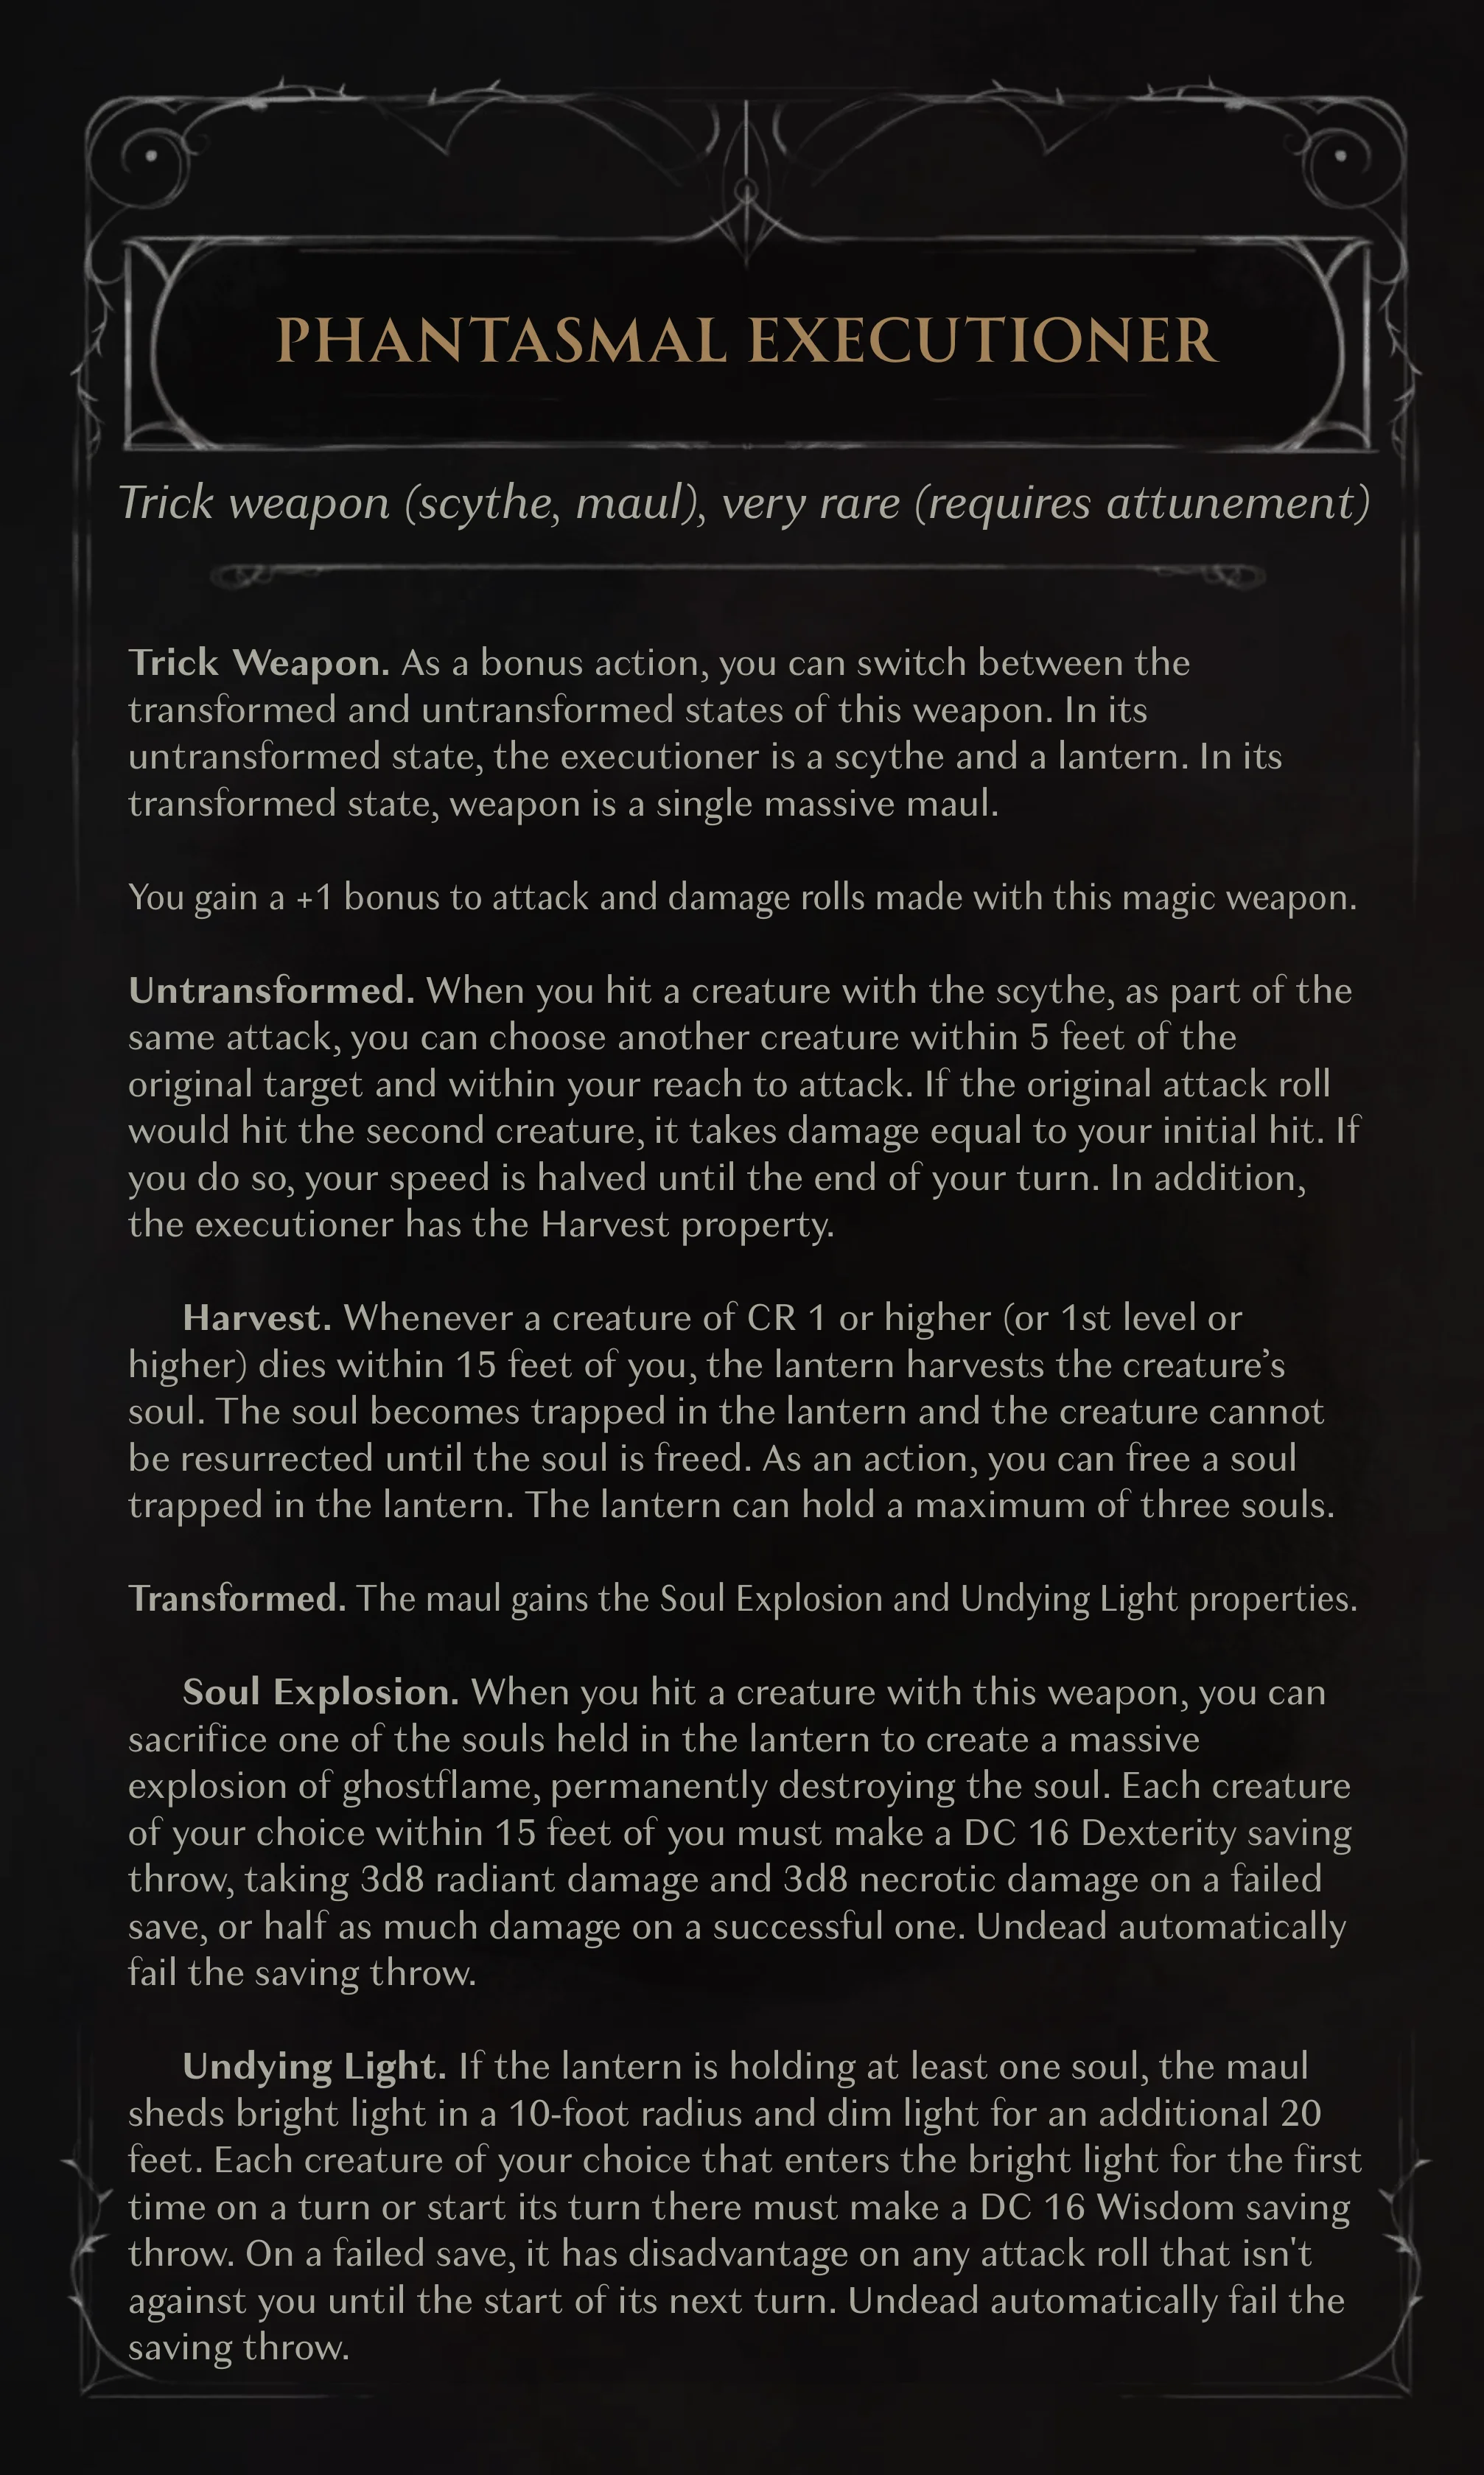 PHANTASMAL EXECUTIONER
Trick weapon (scythe, maul), very rare (requires attunement)
Trick Weapon. As a bonus action, you can switch between the
transformed and untransformed states of this weapon. In its
untransformed state, the executioner is a scythe and a lantern. In its
transformed state, weapon is a single massive maul.
You gain a +1 bonus to attack and damage rolls made with this magic weapon.
Untransformed. When you hit a creature with the scythe, as part of the
same attack, you can choose another creature within 5 feet of the
original target and within your reach to attack. If the original attack roll
would hit the second creature, it takes damage equal to your initial hit. If
you do so, your speed is halved until the end of your turn. In addition,
the executioner has the Harvest property.
Harvest. Whenever a creature of CR 1 or higher (or 1st level or
higher) dies within 15 feet of you, the lantern harvests the creature’s
soul. The soul becomes trapped in the lantern and the creature cannot
be resurrected until the soul is freed. As an action, you can free a soul
trapped in the lantern. The lantern can hold a maximum of three souls.
Transformed. The maul gains the Soul Explosion and Undying Light properties.
Soul Explosion. When you hit a creature with this weapon, you can
sacrifice one of the souls held in the lantern to create a massive
explosion of ghostflame, permanently destroying the soul. Each creature
of your choice within 15 feet of you must make a DC 16 Dexterity saving
throw, taking 3d8 radiant damage and 3d8 necrotic damage on a failed
save, or half as much damage on a successful one. Undead automatically
fail the saving throw.
Undying Light. If the lantern is holding at least one soul, the maul
sheds bright light in a 10-foot radius and dim light for an additional 20
feet. Each creature of your choice that enters the bright light for the first
time on a turn or start its turn there must make a DC 16 Wisdom saving
throw. On a failed save, it has disadvantage on any attack roll that isn't
against you until the start of its next turn. Undead automatically fail the
saving throw.